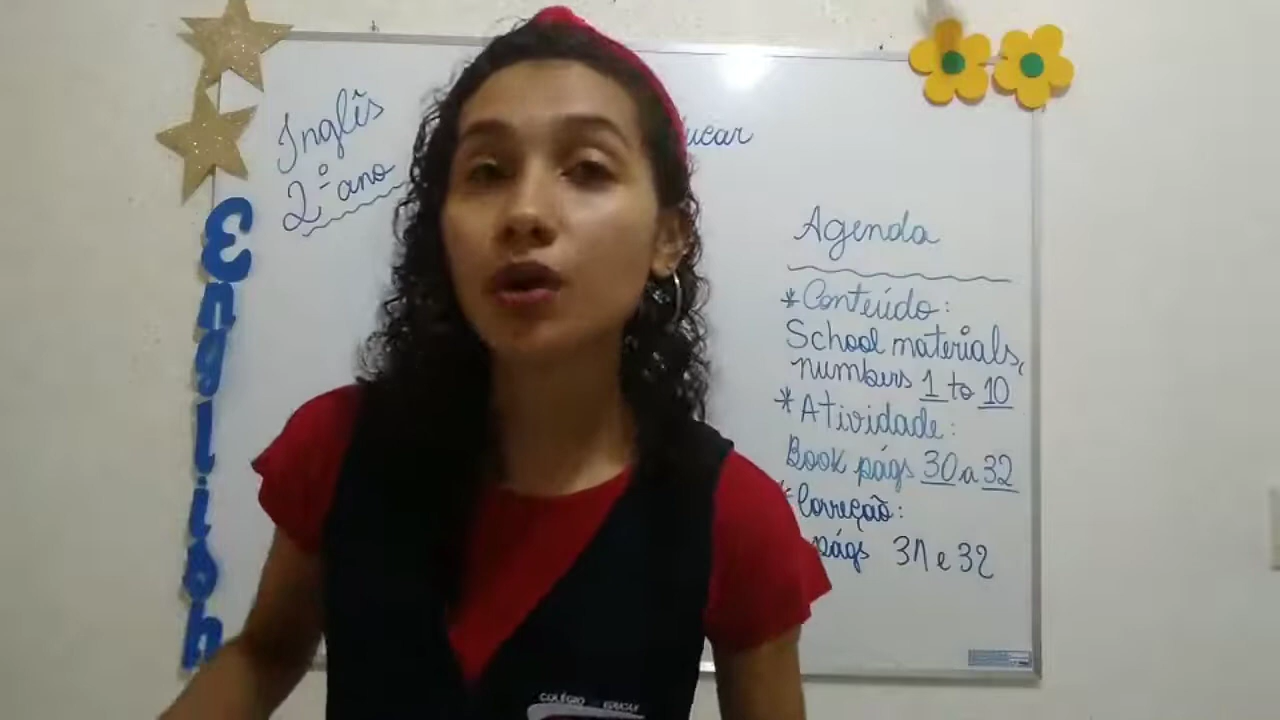 Inglês
2º ano
English
Agenda
* Conteúdo:
School materials,
numbers 1 to 10
* Atividade:
Book págs 30 a 32
* Correção:
págs 31 e 32
COLÉGIO